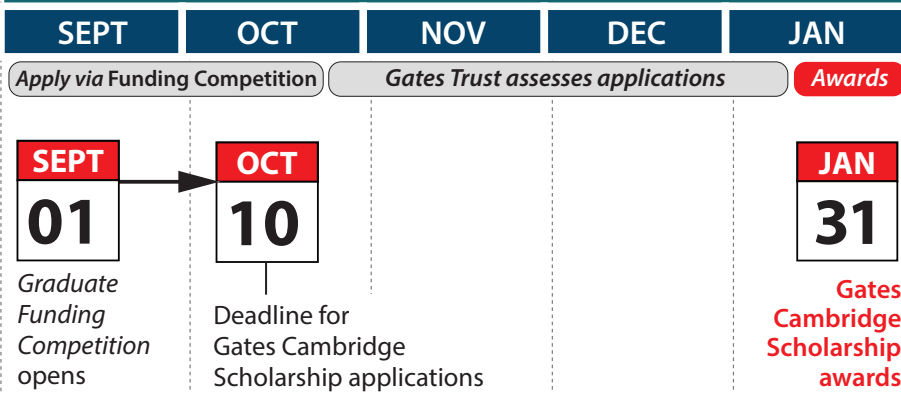 SEPT OCT NOV DEC JAN
Apply via Funding Competition Gates Trust assesses applications Awards
SEPT
01
Graduate
Funding
Competition
opens
OCT
10
Deadline for
Gates Cambridge
Scholarship applications
JAN
31
Gates
Cambridge
Scholarship
awards